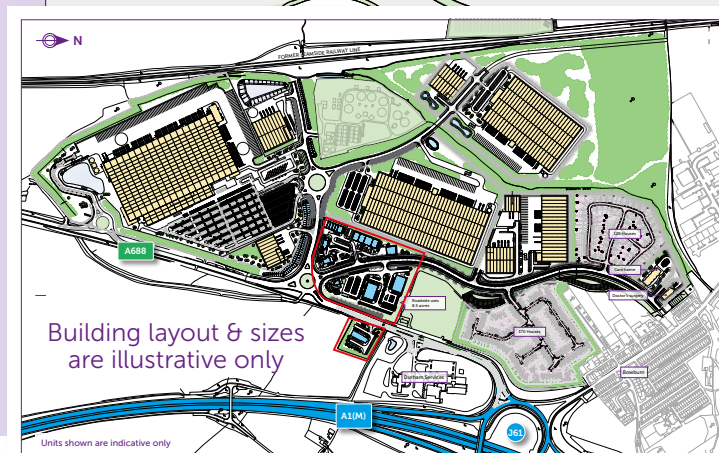 N
FORMER LEAMSIDE RAILWAY LINE
A688
Roadside uses
8.5 acres
Care home
Doctor's surgery
270 Houses
Bowburn
Durham Services
Building layout & sizes
are illustrative only
A1(M)
J61
Units shown are indicative only